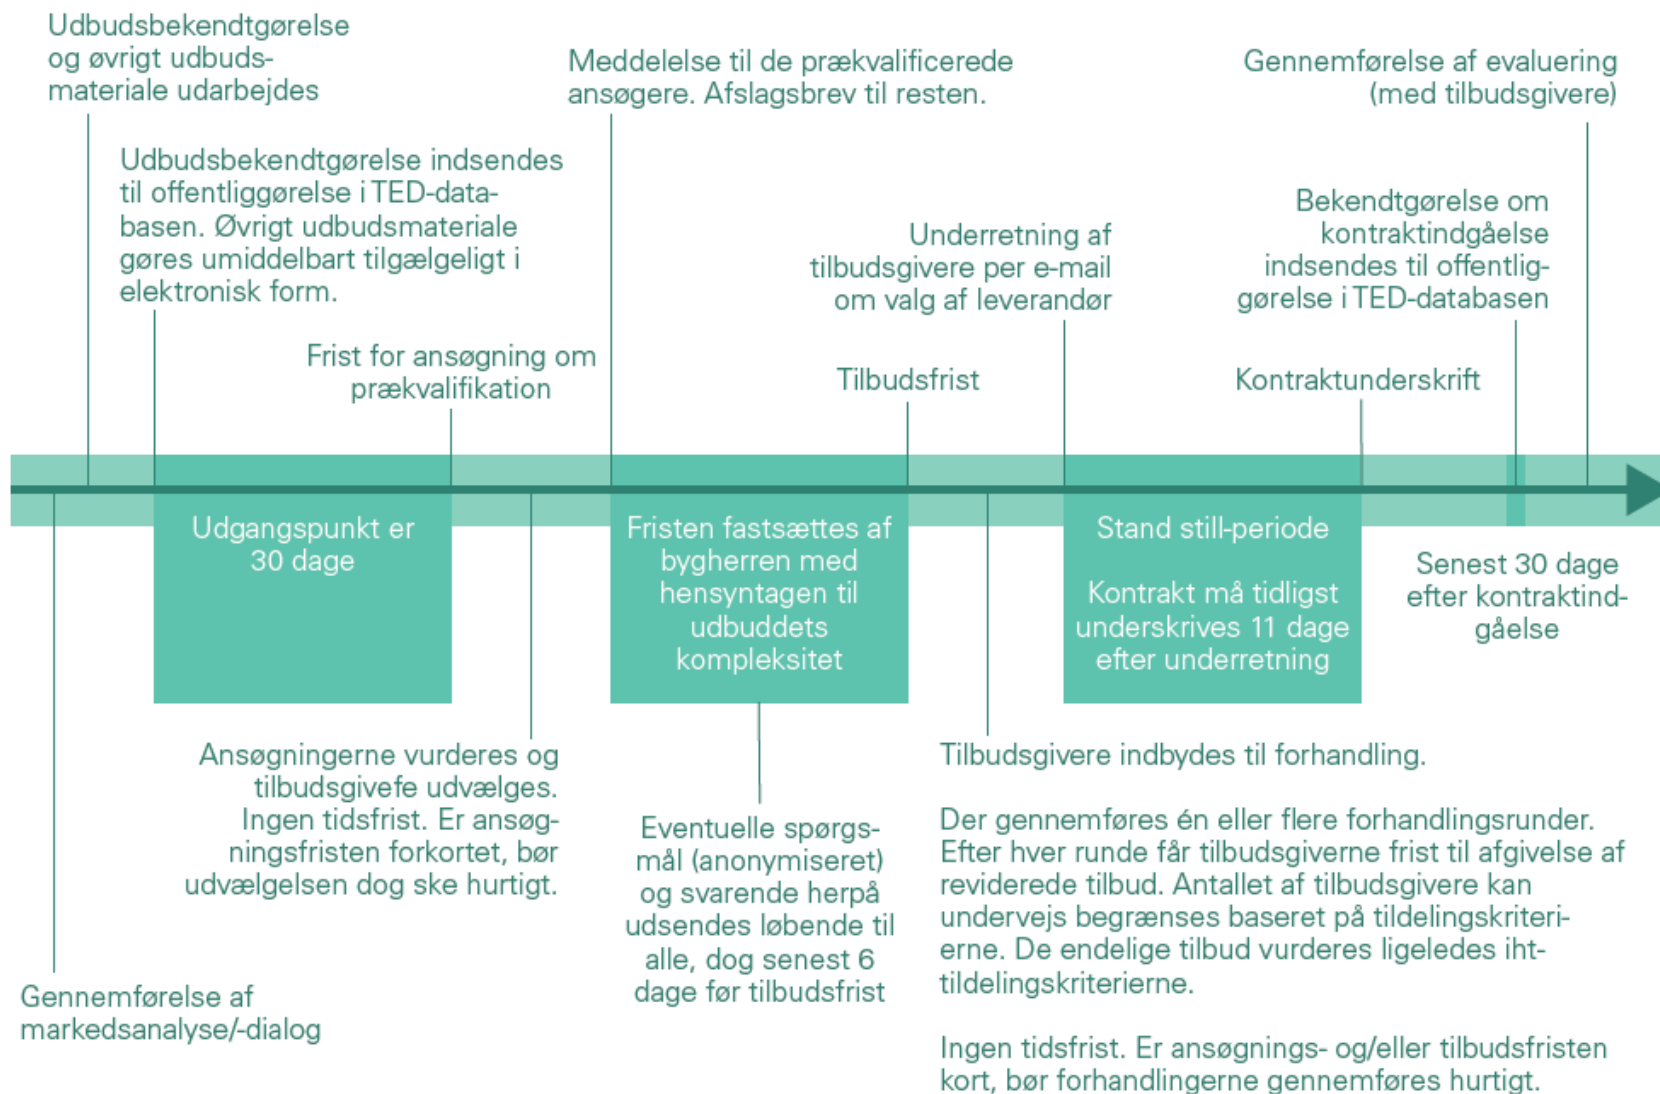 Udbudsbekendtgørelse
og øvrigt udbuds-
materiale udarbejdes
Meddelelse til de prækvalificerede
ansøgere. Afslagsbrev til resten.
Gennemførelse af evaluering
(med tilbudsgivere)
Udbudsbekendtgørelse indsendes
til offentliggørelse i TED-data-
basen. Øvrigt udbudsmateriale
gøres umiddelbart tilgælgeligt i
elektronisk form.
Underretning af
tilbudsgivere per e-mail
om valg af leverandør
Bekendtgørelse om
kontraktindgåelse
indsendes til offentlig-
gørelse i TED-databasen
Frist for ansøgning om
prækvalifikation
Tilbudsfrist
Kontraktunderskrift
Udgangspunkt er
30 dage
Fristen fastsættes af
bygherren med
hensyntagen til
udbuddets
kompleksitet
Stand still-periode
Kontrakt må tidligst
underskrives 11 dage
efter underretning
Senest 30 dage
efter kontraktind-
gåelse
Ansøgningerne vurderes og
tilbudsgivefe udvælges.
Ingen tidsfrist. Er ansøg-
ningsfristen forkortet, bør
udvælgelsen dog ske hurtigt.
Eventuelle spørgs-
mål (anonymiseret)
og svarende herpå
udsendes løbende til
alle, dog senest 6
dage før tilbudsfrist
Tilbudsgivere indbydes til forhandling.
Der gennemføres én eller flere forhandlingsrunder.
Efter hver runde får tilbudsgiverne frist til afgivelse af
reviderede tilbud. Antallet af tilbudsgivere kan
undervejs begrænses baseret på tildelingskriteri-
erne. De endelige tilbud vurderes ligeledes iht-
tildelingskriterierne.
Ingen tidsfrist. Er ansøgnings- og/eller tilbudsfristen
kort, bør forhandlingerne gennemføres hurtigt.
Gennemførelse af
markedsanalyse/-dialog